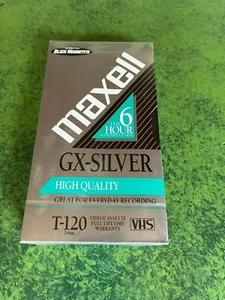 BLACK MAGNETITE
maxell
6
HOUR
GX-SILVER
HIGH QUALITY
GREAT FOR EVERYDAY RECORDING
T-120
VIDEOCASSETTE
FULL LIFETIME
WARRANTY
VHS